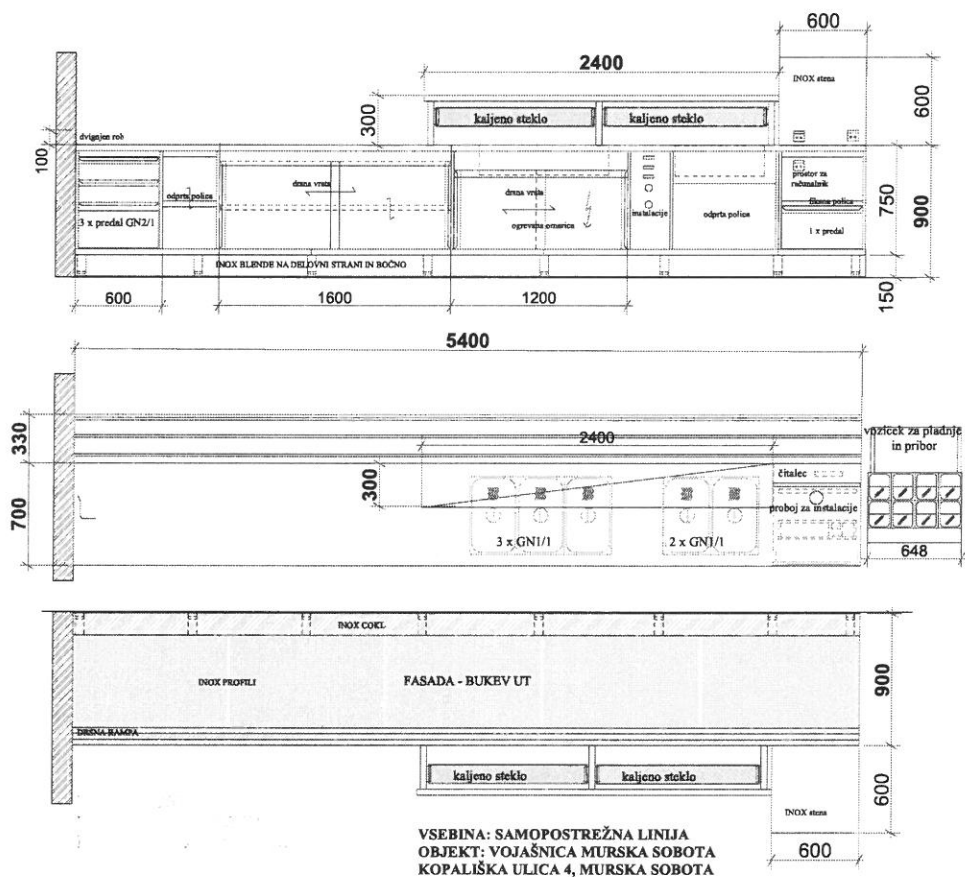 600
2400
INOX stena
300
kaljeno steklo
kaljeno steklo
600
dvignjen rob
100
3 x predal GN2/1
odprta polica
drsna vrata
drsna vrata
ogrevana omarica
instalacije
odprta polica
prostor za
računalnik
fiksna polica
1 x predal
750
900
INOX BLENDE NA DELOVNI STRANI IN BOČNO
600
1600
1200
150
5400
330
2400
voziček za pladnje
in pribor
300
čitalec
700
proboj za instalacije
3 x GN1/1
2 x GN1/1
648
INOX COKL
INOX PROFILI
FASADA - BUKEV UT
900
DRSNA RAMPA
kaljeno steklo
kaljeno steklo
600
INOX stena
600
VSEBINA: SAMOPOSTREŽNA LINIJA
OBJEKT: VOJAŠNICA MURSKA SOBOTA
KOPALIŠKA ULICA 4, MURSKA SOBOTA